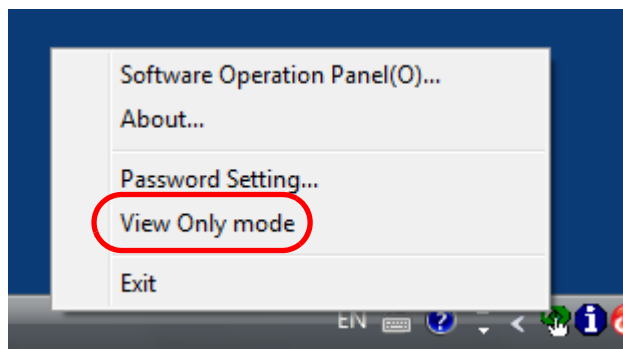 Software Operation Panel(O)...
About...
Password Setting...
View Only mode
Exit
EN ? < i